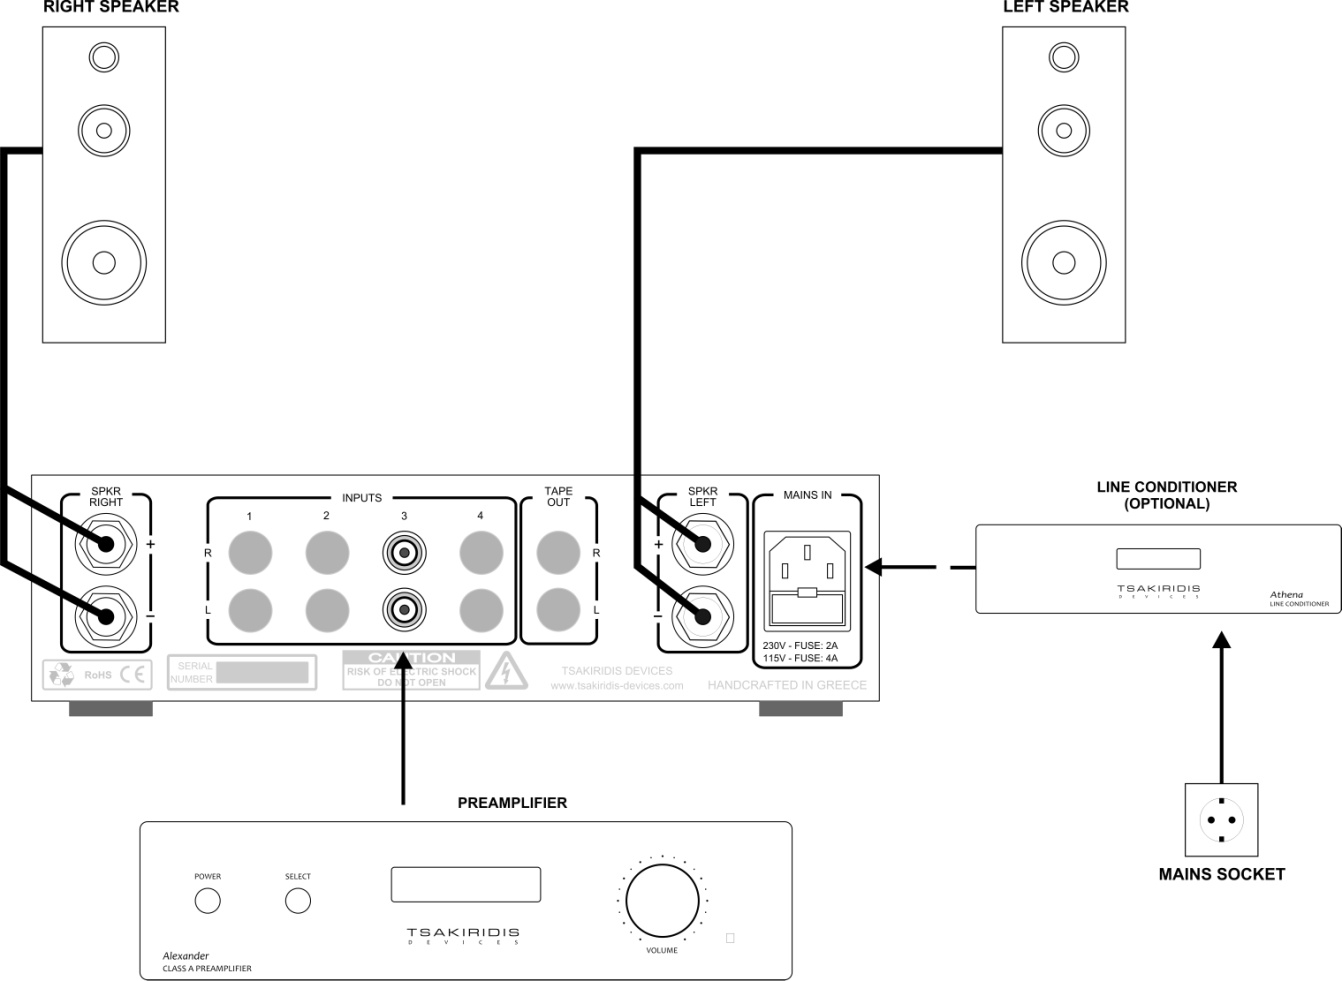 RIGHT SPEAKER
LEFT SPEAKER
SPKR
RIGHT
+
−
INPUTS
1 2 3 4
R
L
TAPE
OUT
R
L
SPKR
LEFT
+
−
MAINS IN
230V - FUSE: 2A
115V - FUSE: 4A
RoHS CE
SERIAL
NUMBER
CAUTION
RISK OF ELECTRIC SHOCK
DO NOT OPEN
TSAKIRIDIS DEVICES
www.tsakiridis-devices.com
HANDCRAFTED IN GREECE
LINE CONDITIONER
(OPTIONAL)
TSAKIRIDIS
DEVICES
Athena
LINE CONDITIONER
MAINS SOCKET
PREAMPLIFIER
POWER
SELECT
TSAKIRIDIS
DEVICES
VOLUME
Alexander
CLASS A PREAMPLIFIER